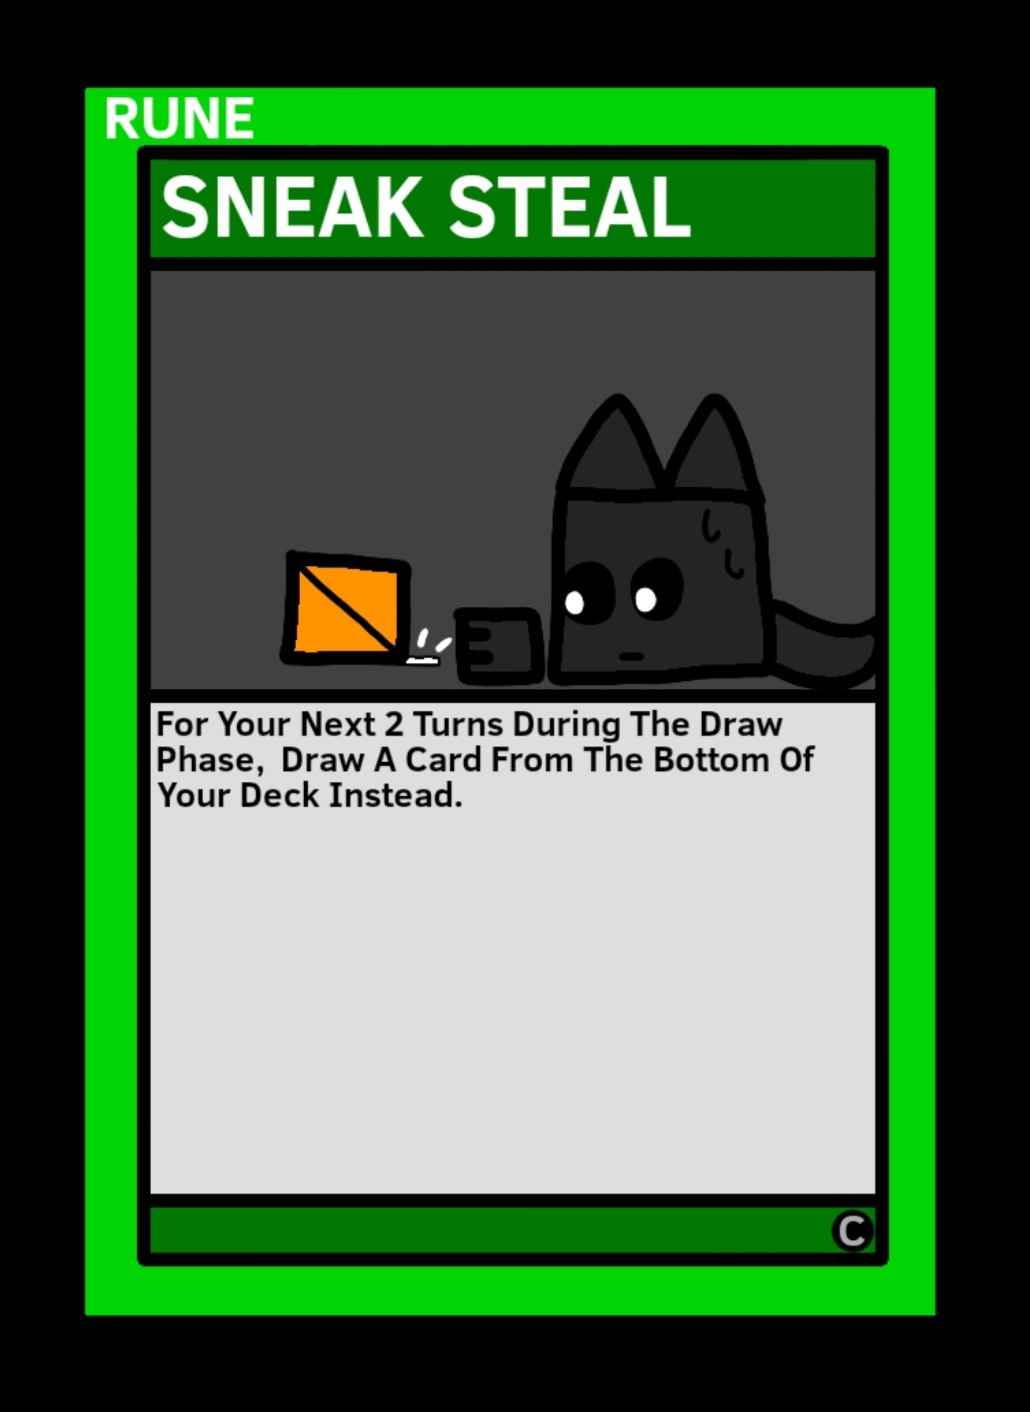 RUNE
SNEAK STEAL
For Your Next 2 Turns During The Draw
Phase,  Draw A Card From The Bottom Of
Your Deck Instead.
C